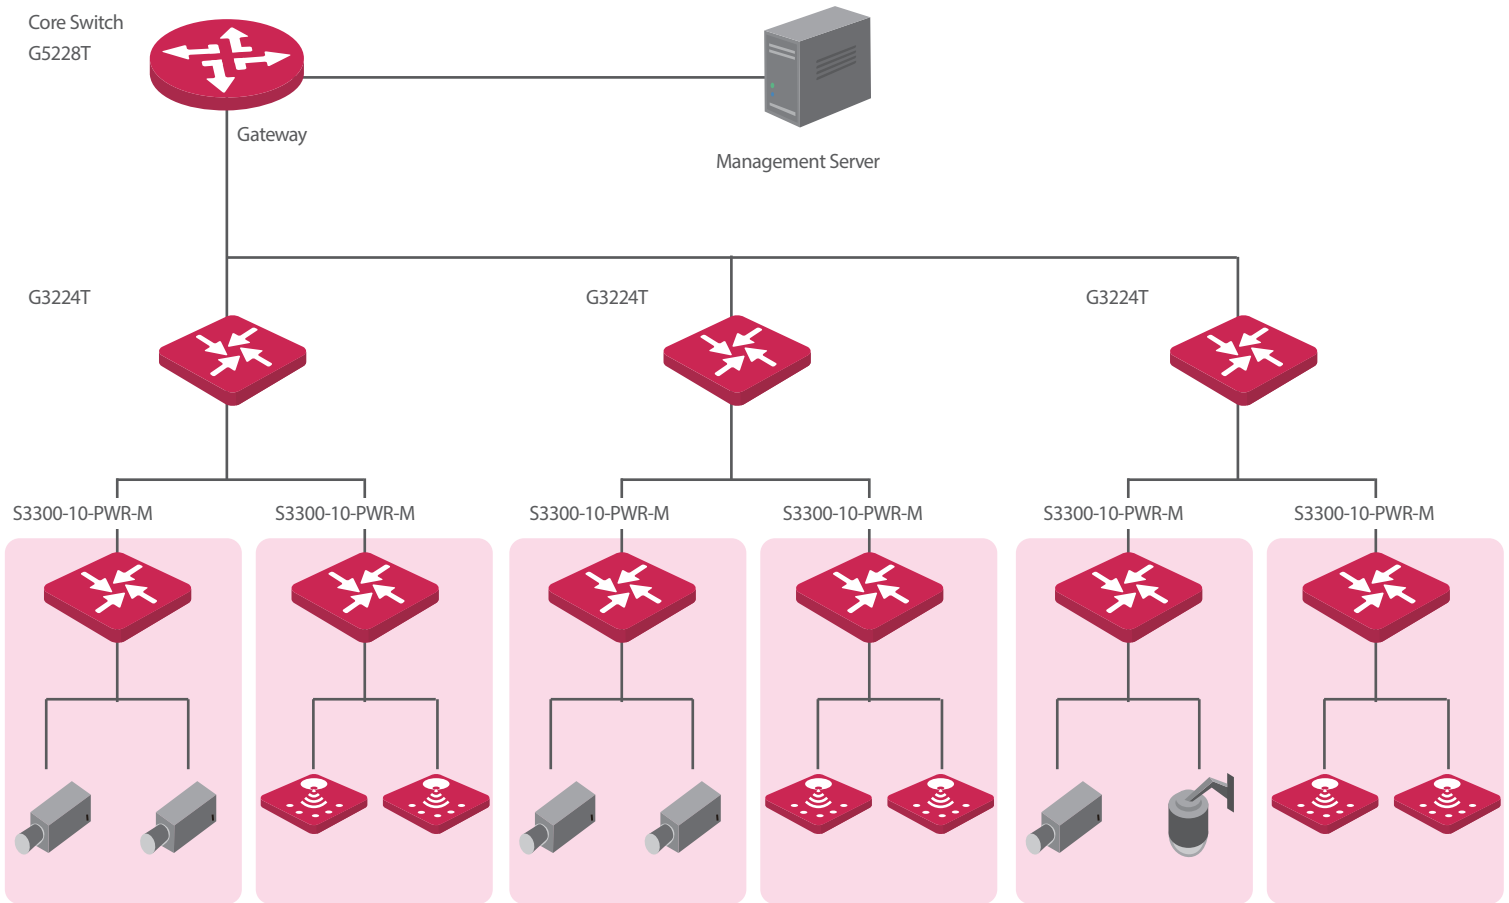 Core Switch
G5228T
Gateway
Management Server
G3224T
G3224T
G3224T
S3300-10-PWR-M
S3300-10-PWR-M
S3300-10-PWR-M
S3300-10-PWR-M
S3300-10-PWR-M
S3300-10-PWR-M